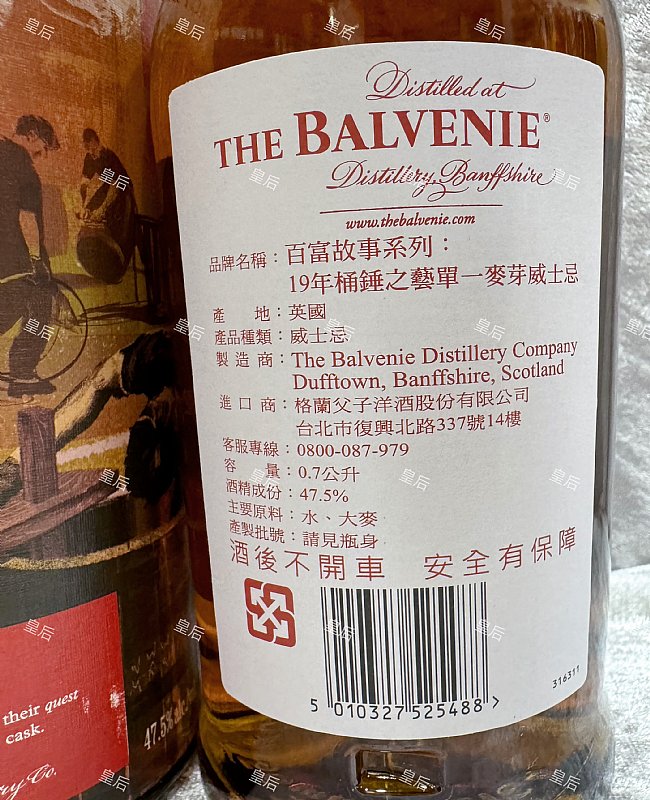 Distilled at
THE BALVENIE®
Distillery, Banffshire
www.thebalvenie.com
品牌名稱：百富故事系列：
19年桶錘之藝單一麥芽威士忌
產　　地：英國
產品種類：威士忌
製 造 商：The Balvenie Distillery Company
Dufftown, Banffshire, Scotland
進 口 商：格蘭父子洋酒股份有限公司
台北市復興北路337號14樓
客服專線：0800-087-979
容　　量：0.7公升
酒精成份：47.5%
主要原料：水、大麥
產製批號：請見瓶身
酒後不開車　安全有保障
5 010327 525488 >
316311
their quest
cask.
47.5%
ry Co.
皇后